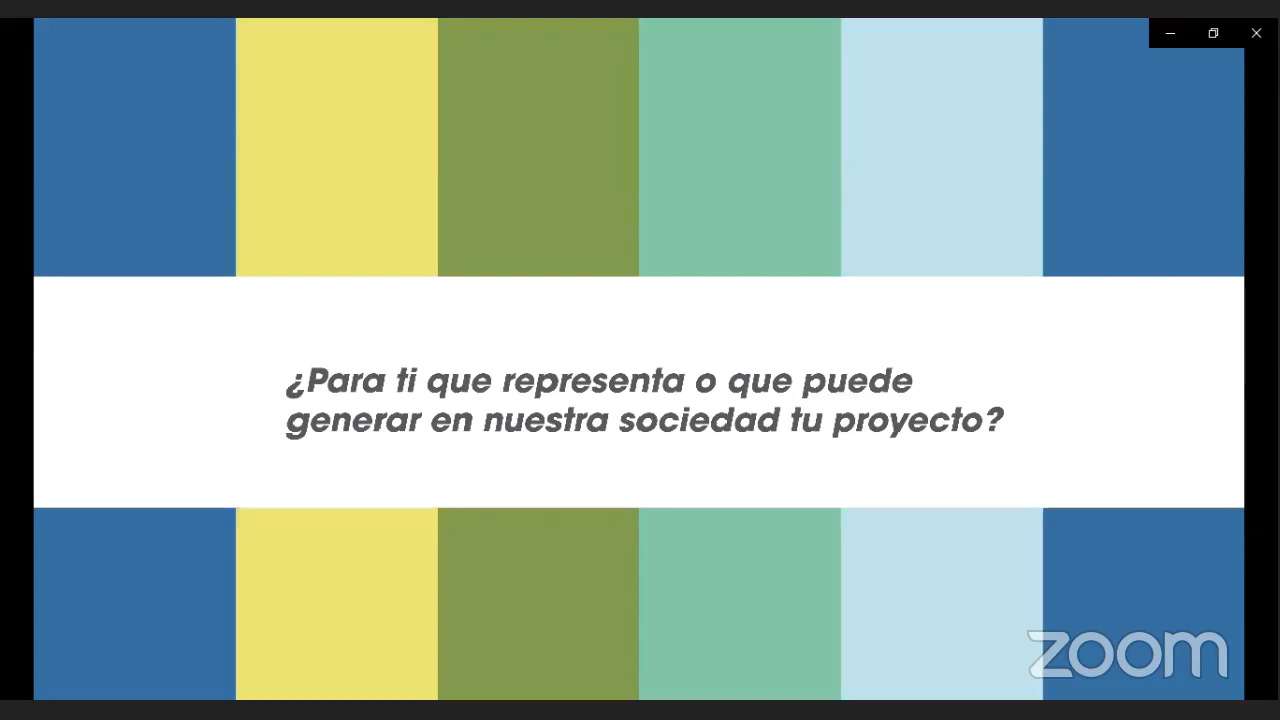 ¿Para ti que representa o que puede
generar en nuestra sociedad tu proyecto?
zoom